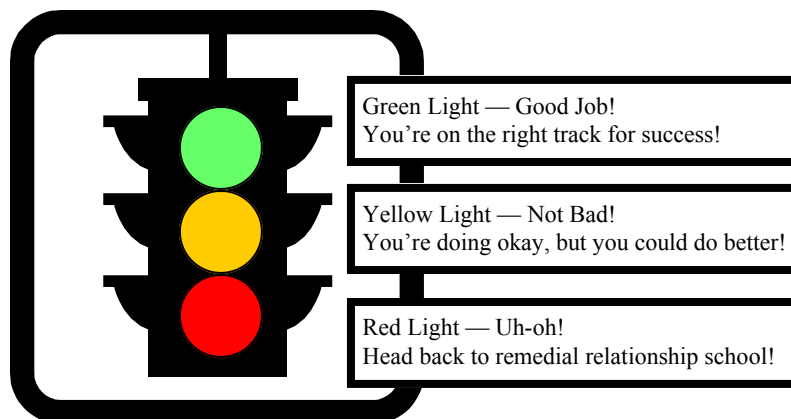 Green Light — Good Job!
You’re on the right track for success!
Yellow Light — Not Bad!
You’re doing okay, but you could do better!
Red Light — Uh-oh!
Head back to remedial relationship school!